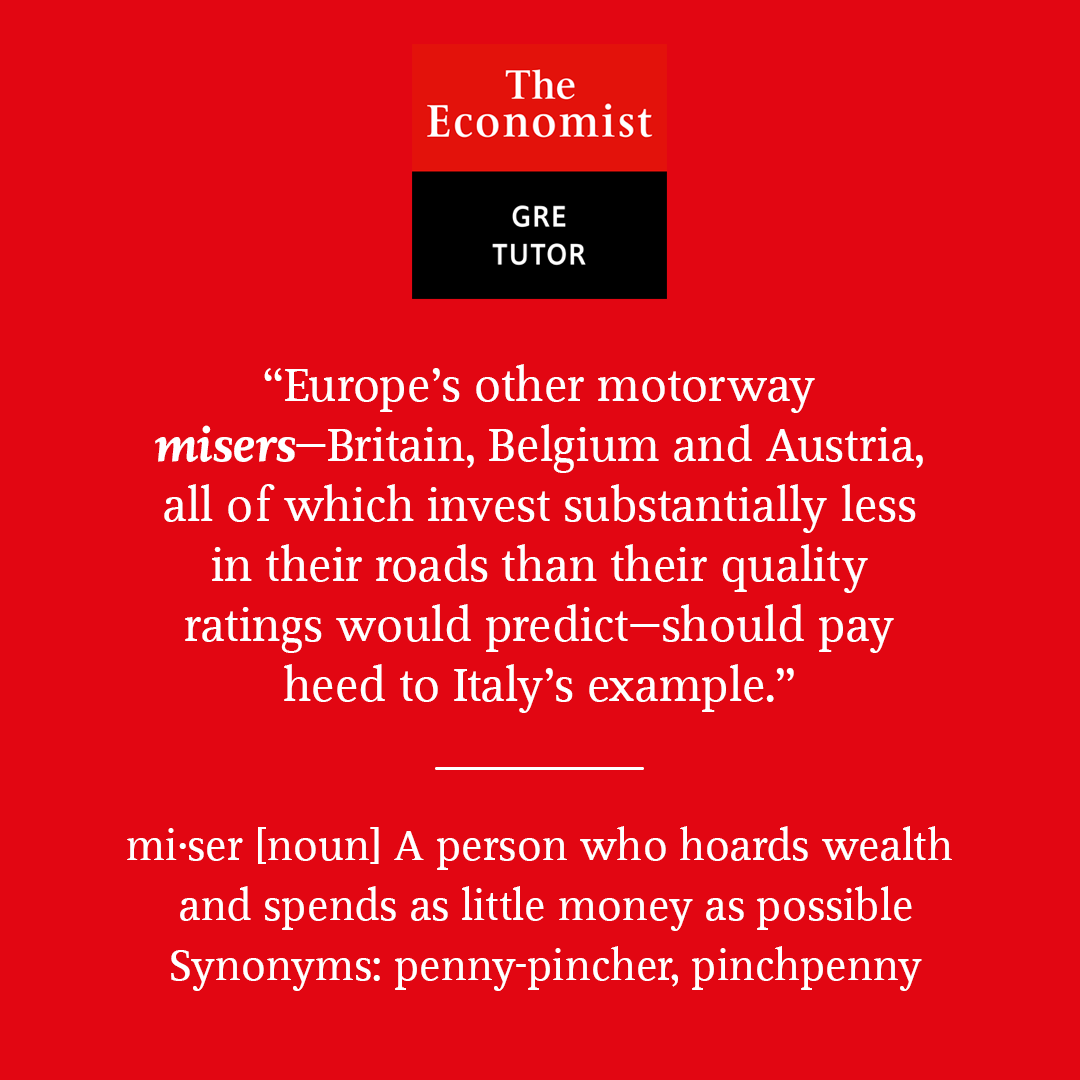 The
Economist
GRE
TUTOR
“Europe’s other motorway
misers—Britain, Belgium and Austria,
all of which invest substantially less
in their roads than their quality
ratings would predict—should pay
heed to Italy’s example.”
mi·ser [noun] A person who hoards wealth
and spends as little money as possible
Synonyms: penny-pincher, pinchpenny